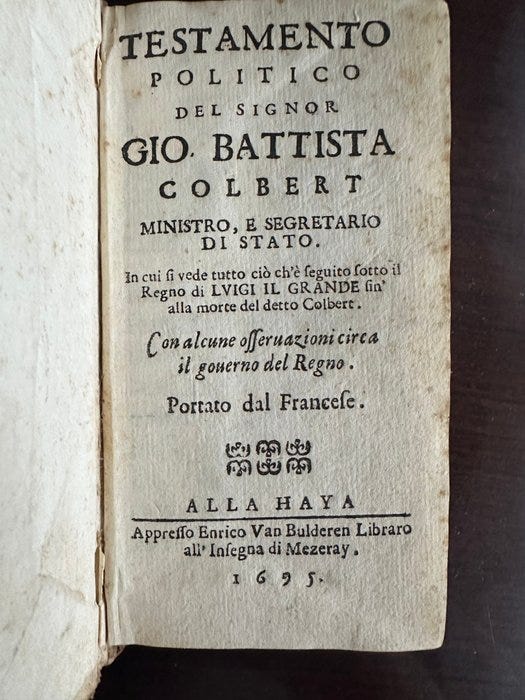 TESTAMENTO
POLITICO
DEL SIGNOR
GIO. BATTISTA
COLBERT
MINISTRO, E SEGRETARIO
DI STATO.
In cui ſi vede tutto ciò ch'è ſeguito ſotto il
Regno di LVIGI IL GRANDE ſin'
alla morte del detto Colbert.
Con alcune oſſeruazioni circa
il gouerno del Regno.
Portato dal Franceſe.
ALLA HAYA
Appreſſo Enrico Van Bulderen Libraro
all' Inſegna di Mezeray.
1695.